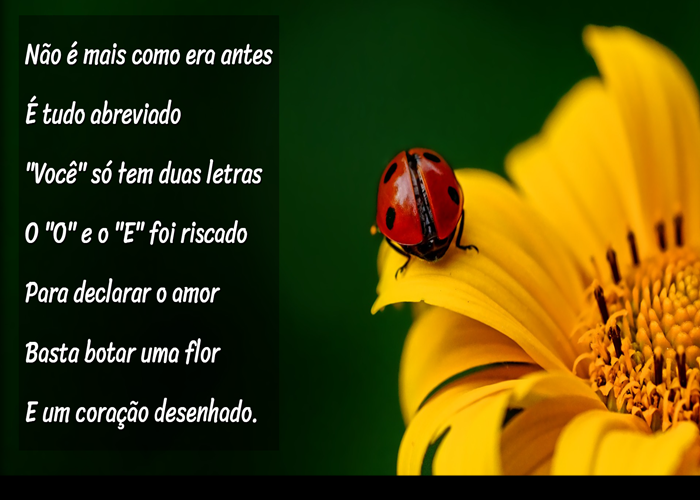 Não é mais como era antes
É tudo abreviado
"Você" só tem duas letras
O "O" e o "E" foi riscado
Para declarar o amor
Basta botar uma flor
E um coração desenhado.